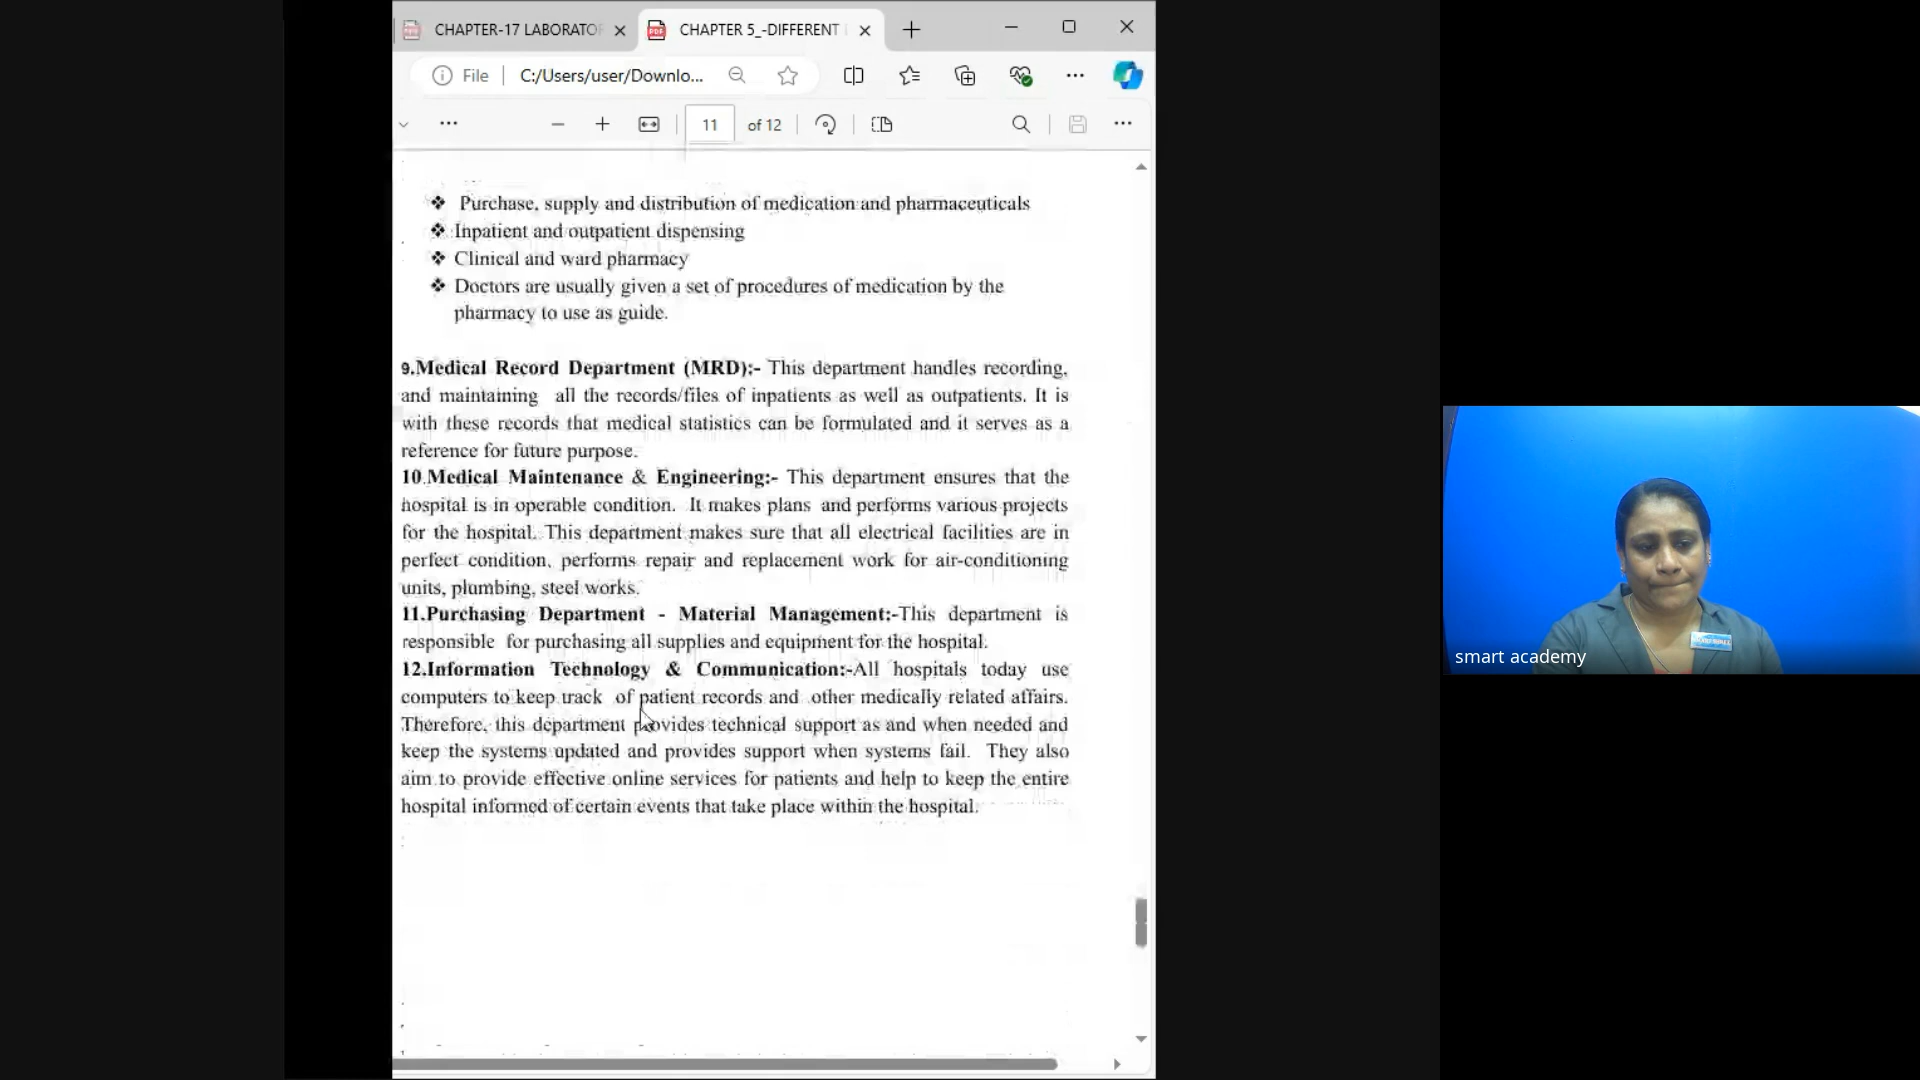 CHAPTER-17 LABORATOR
CHAPTER 5_-DIFFERENT
File
C:/Users/user/Downlo...
11 of 12
❖ Purchase, supply and distribution of medication and pharmaceuticals
❖ Inpatient and outpatient dispensing
❖ Clinical and ward pharmacy
❖ Doctors are usually given a set of procedures of medication by the
pharmacy to use as guide.
9.Medical Record Department (MRD):- This department handles recording,
and maintaining all the records/files of inpatients as well as outpatients. It is
with these records that medical statistics can be formulated and it serves as a
reference for future purpose.
10.Medical Maintenance & Engineering:- This department ensures that the
hospital is in operable condition. It makes plans and performs various projects
for the hospital. This department makes sure that all electrical facilities are in
perfect condition, performs repair and replacement work for air-conditioning
units, plumbing, steel works.
11.Purchasing Department - Material Management:-This department is
responsible for purchasing all supplies and equipment for the hospital.
12.Information Technology & Communication:-All hospitals today use
computers to keep track of patient records and other medically related affairs.
Therefore, this department provides technical support as and when needed and
keep the systems updated and provides support when systems fail. They also
aim to provide effective online services for patients and help to keep the entire
hospital informed of certain events that take place within the hospital.
smart academy